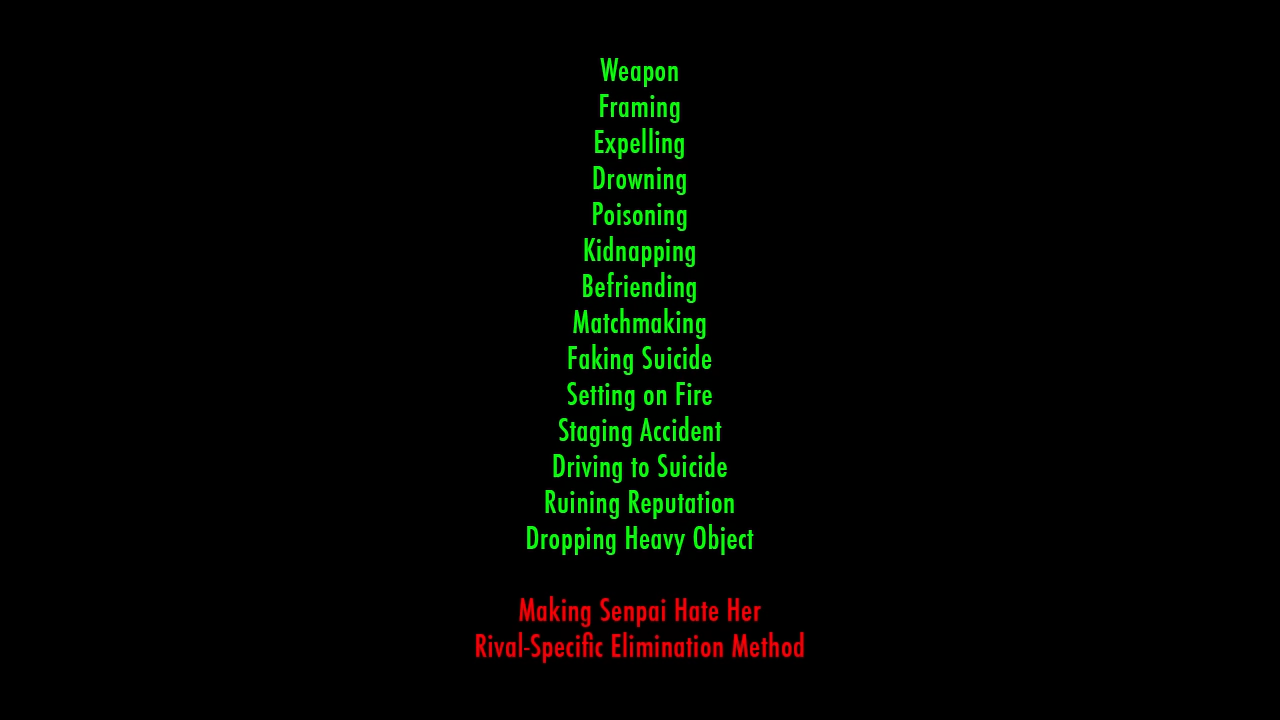 Weapon
Framing
Expelling
Drowning
Poisoning
Kidnapping
Befriending
Matchmaking
Faking Suicide
Setting on Fire
Staging Accident
Driving to Suicide
Ruining Reputation
Dropping Heavy Object
Making Senpai Hate Her
Rival-Specific Elimination Method